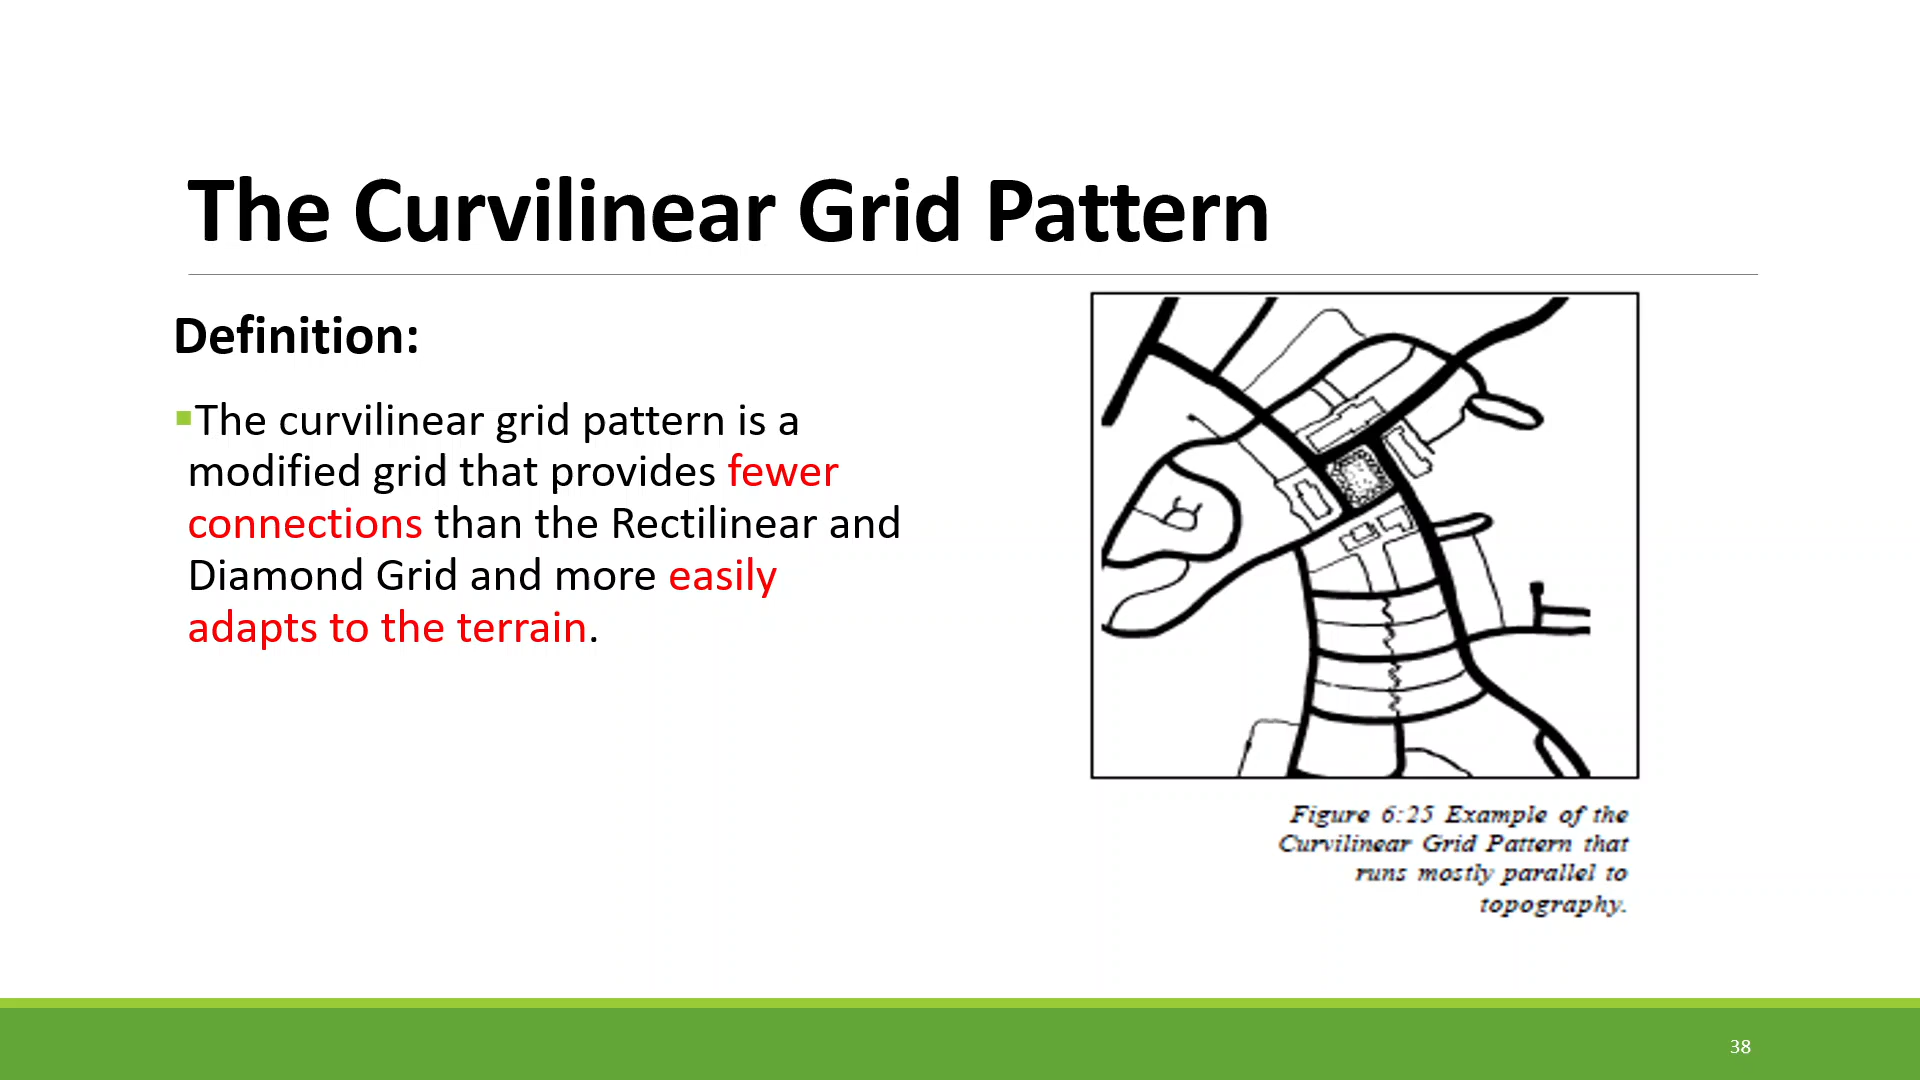 The Curvilinear Grid Pattern
Definition:
▪The curvilinear grid pattern is a
modified grid that provides fewer
connections than the Rectilinear and
Diamond Grid and more easily
adapts to the terrain.
Figure 6:25 Example of the
Curvilinear Grid Pattern that
runs mostly parallel to
topography.
38